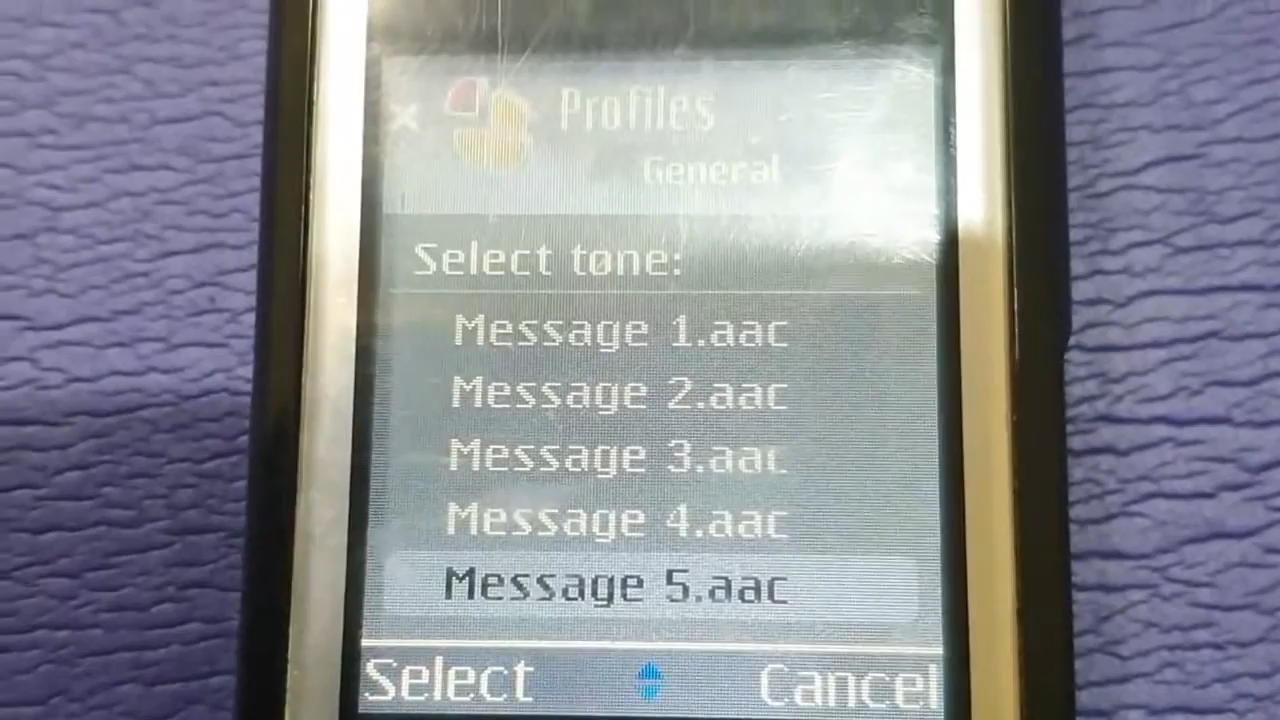 Profiles
General
Select tone:
Message 1.aac
Message 2.aac
Message 3.aac
Message 4.aac
Message 5.aac
Select Cancel